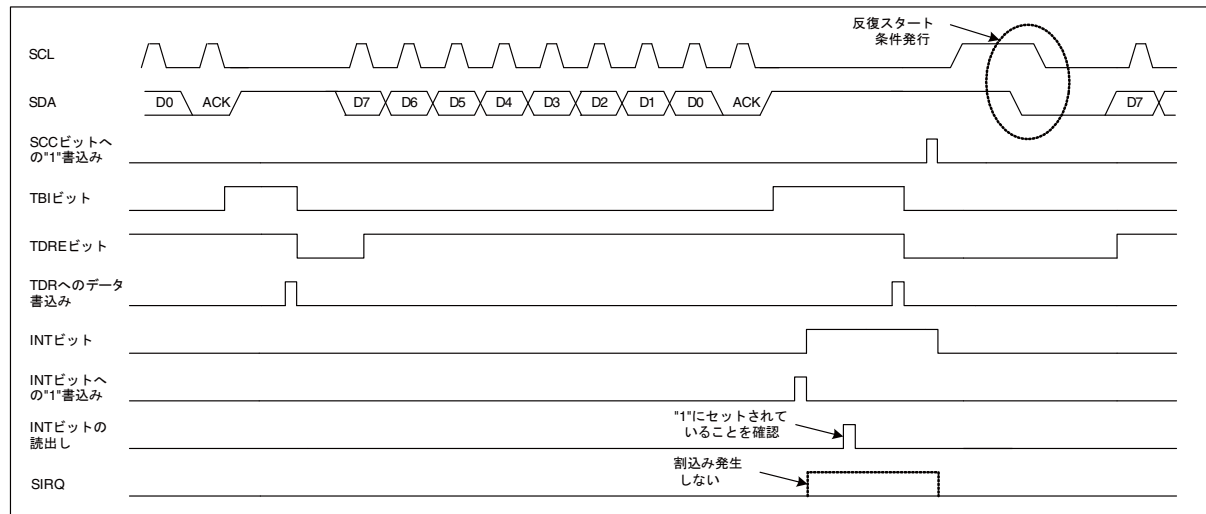 反復スタート
条件発行
SCL
SDA
D0 ACK D7 D6 D5 D4 D3 D2 D1 D0 ACK D7
SCCビットへ
の"1"書込み
TBIビット
TDREビット
TDRへのデータ
書込み
INTビット
INTビットへ
の"1"書込み
INTビットの
読出し
"1"にセットされて
いることを確認
割込み発生
しない
SIRQ